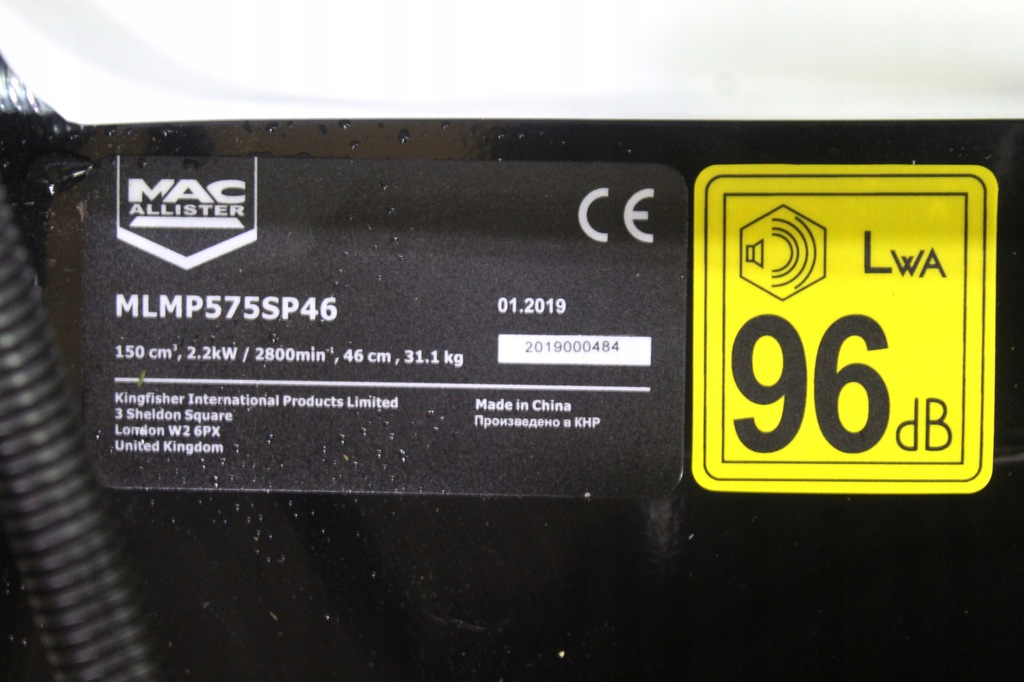 MAC
ALLISTER
CE
MLMP575SP46
01.2019
150 cm³, 2.2kW / 2800min⁻¹, 46 cm , 31.1 kg
2019000484
Kingfisher International Products Limited
3 Sheldon Square
London W2 6PX
United Kingdom
Made in China
Произведено в КНР
LWA
96 dB